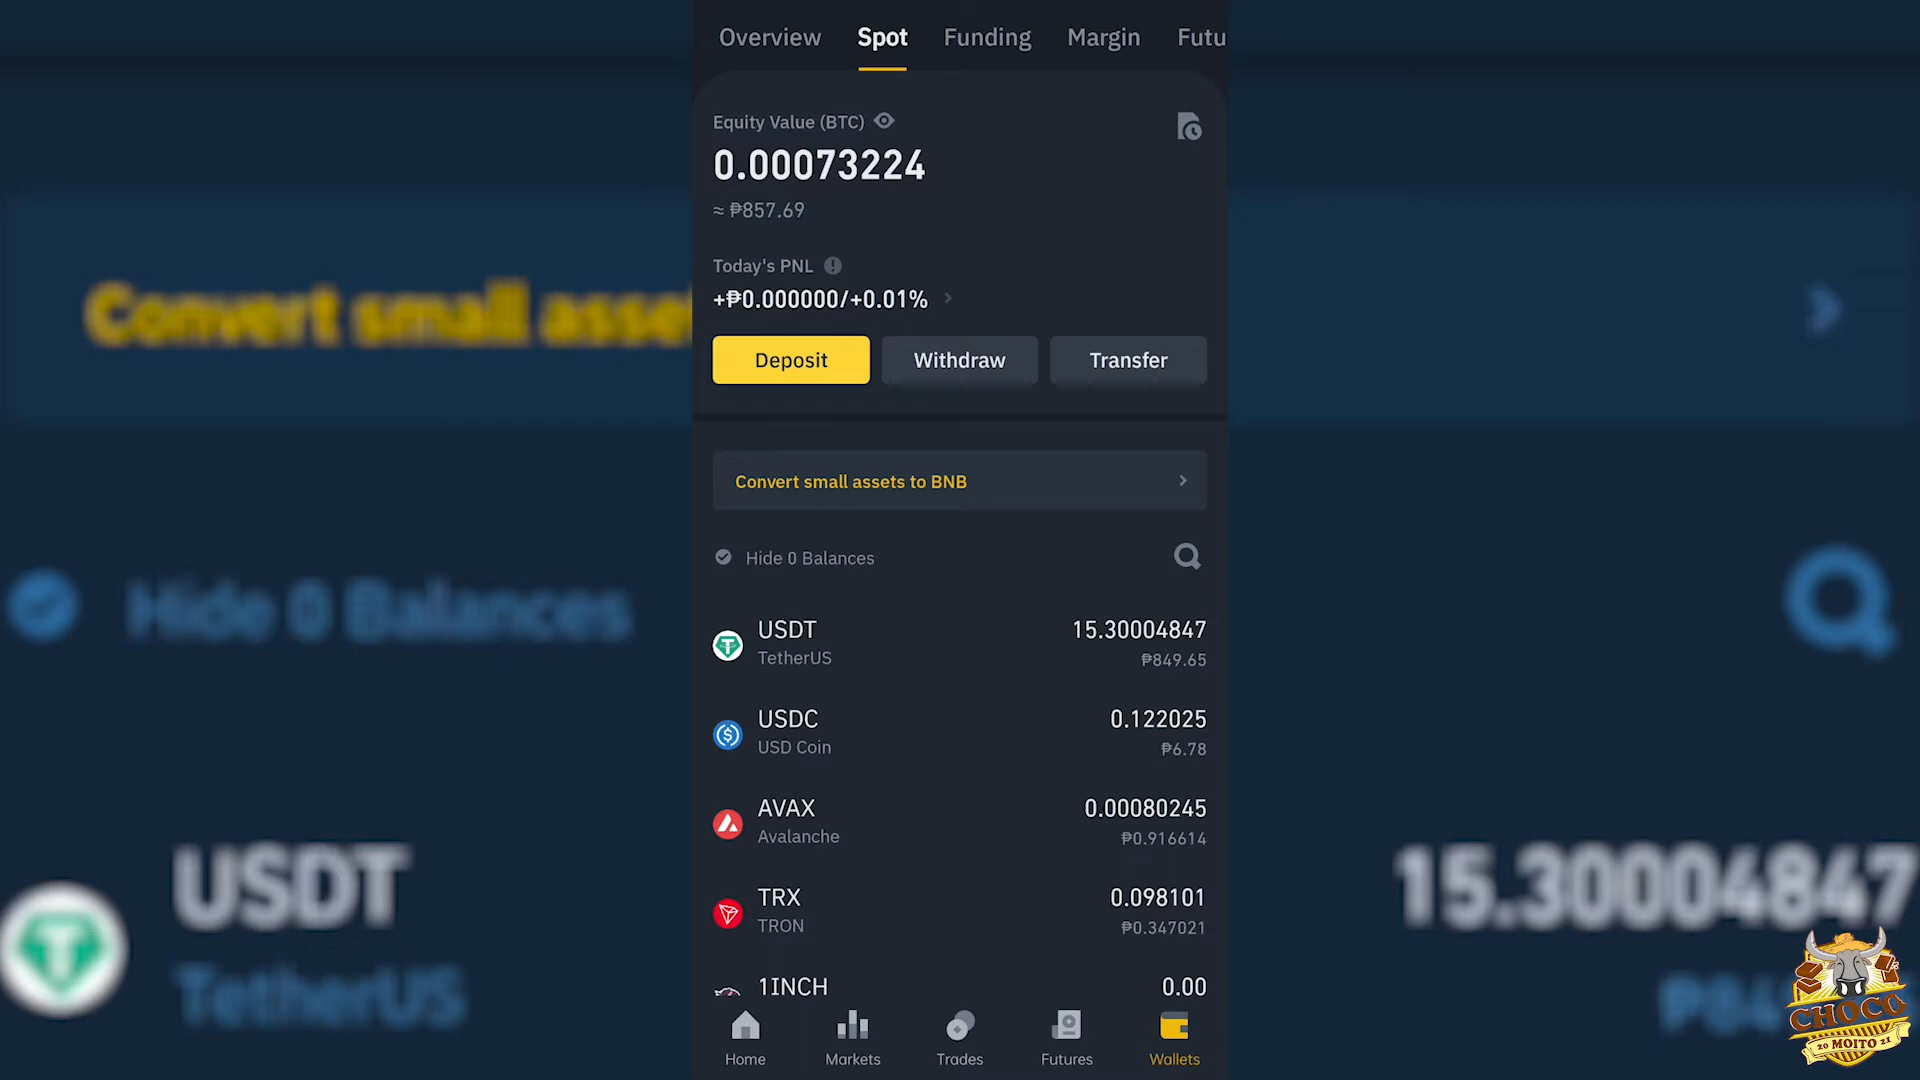 Overview Spot Funding Margin Futu
Equity Value (BTC)
0.00073224
≈ ₱857.69
Today's PNL
+₱0.000000/+0.01%
Deposit Withdraw Transfer
Convert small asse
Convert small assets to BNB
Hide 0 Balances
Hide 0 Balances
USDT 15.30004847
TetherUS ₱849.65
USDC 0.122025
USD Coin ₱6.78
AVAX 0.00080245
Avalanche ₱0.916614
TRX 0.098101
TRON ₱0.347021
1INCH 0.00
Home Markets Trades Futures Wallets
USDT 15.30004847
TetherUS ₱84
CHOCO
20 MOITO 21